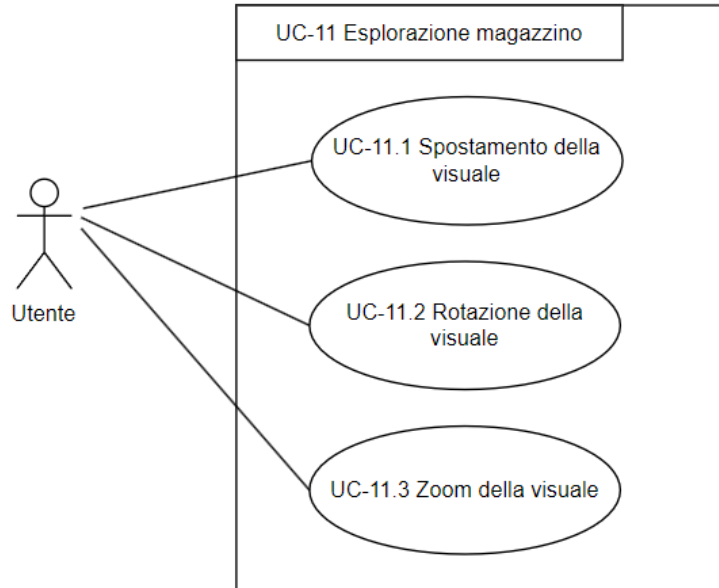 UC-11 Esplorazione magazzino
UC-11.1 Spostamento della
visuale
Utente
UC-11.2 Rotazione della
visuale
UC-11.3 Zoom della visuale